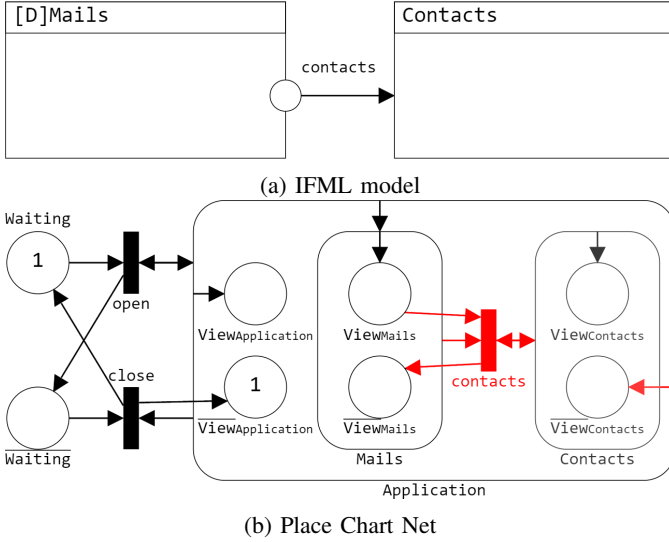 [D]Mails
Contacts
contacts
(a) IFML model
Waiting
1
open
ViewApplication
ViewMails
ViewContacts
close
contacts
1
Waiting
ViewApplication
ViewMails
ViewContacts
Mails
Contacts
Application
(b) Place Chart Net